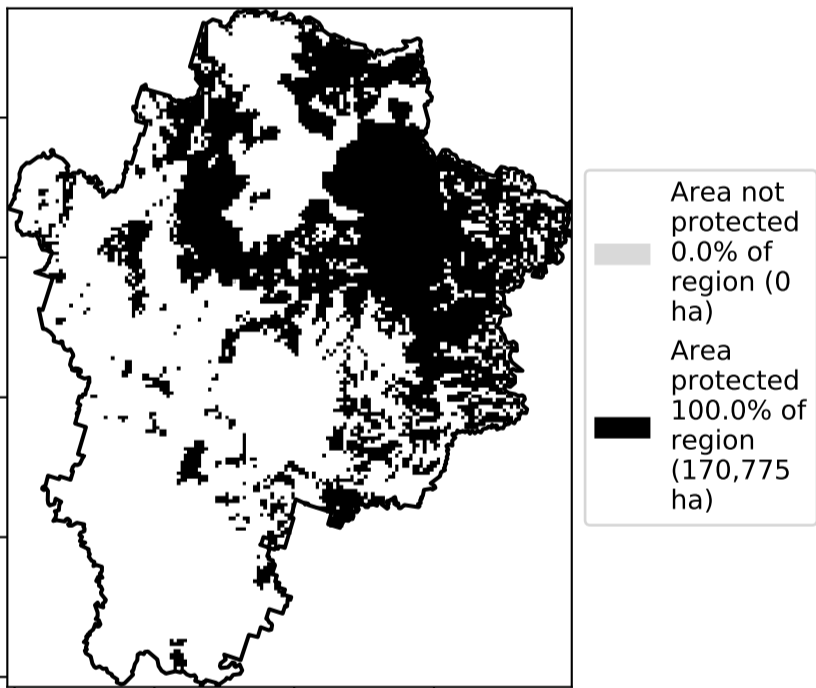 Area not
protected
0.0% of
region (0
ha)
Area
protected
100.0% of
region
(170,775
ha)